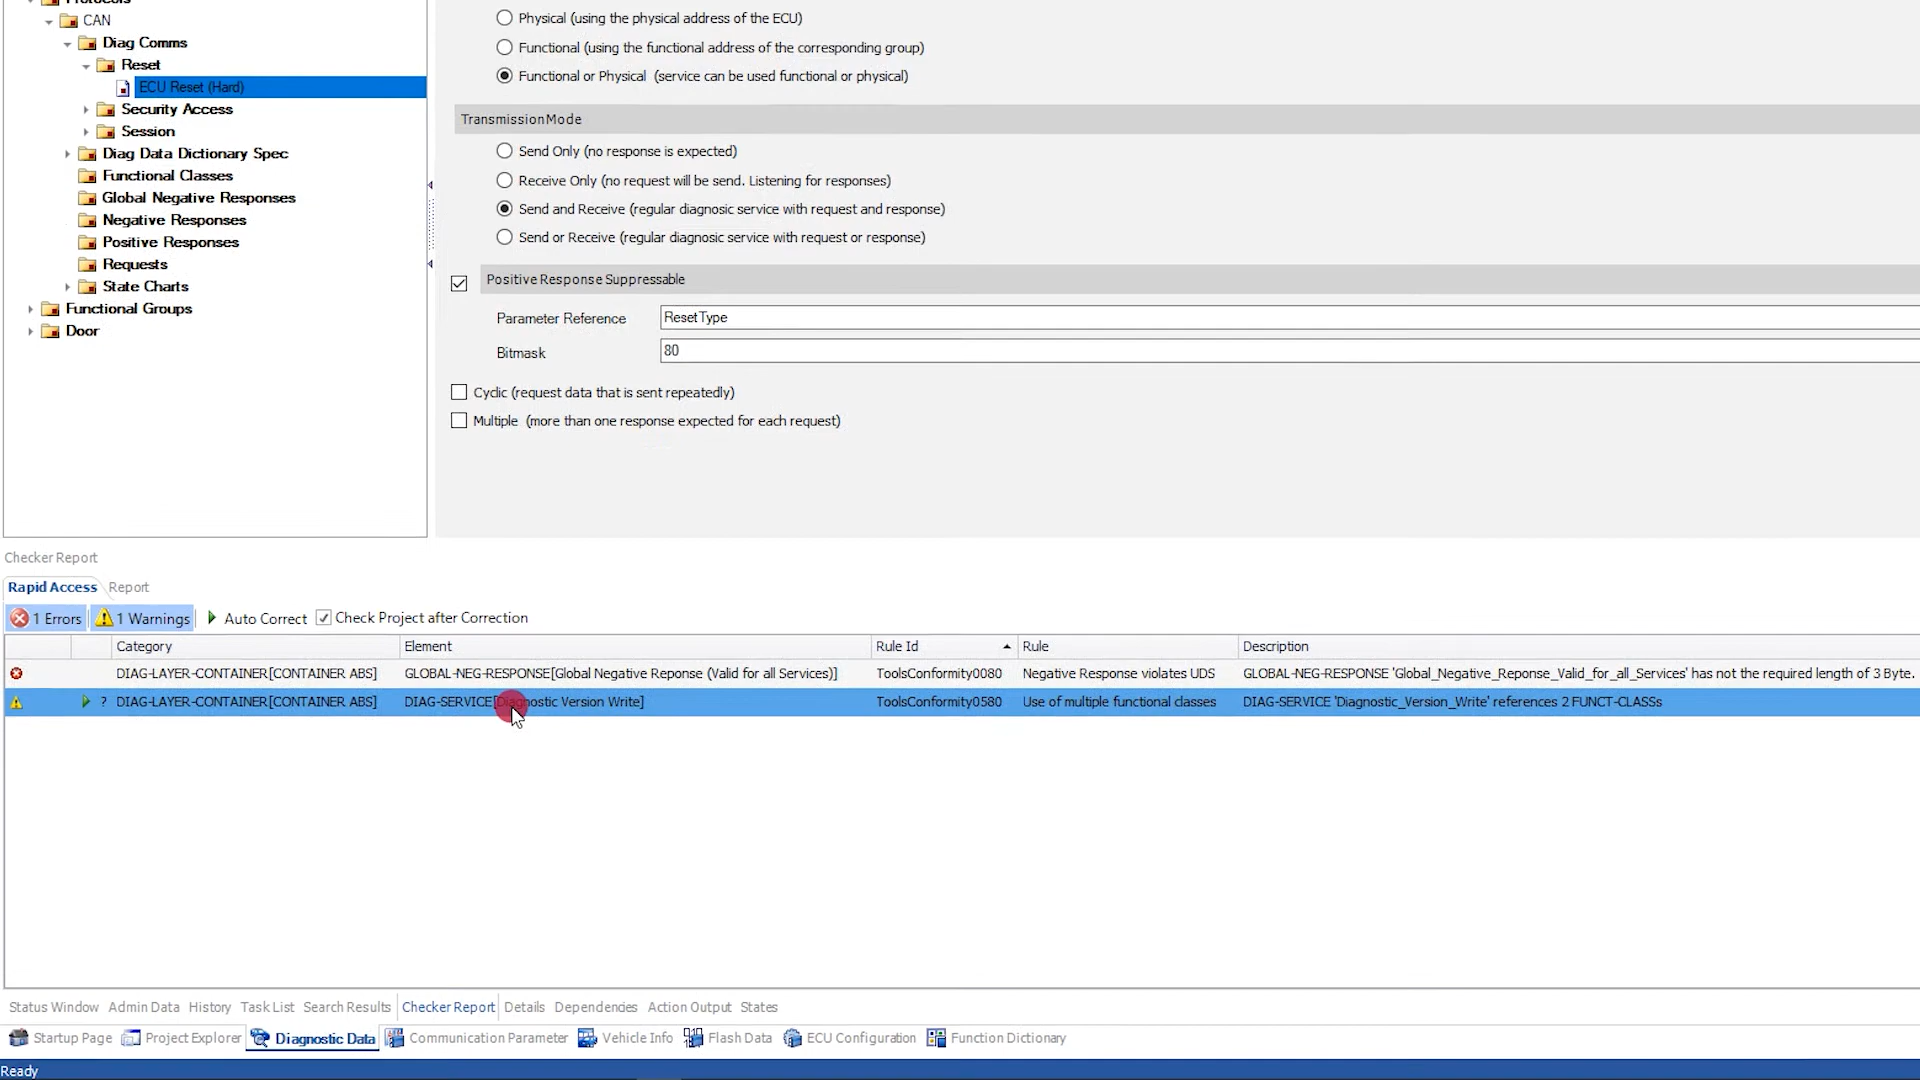 Protocols
CAN
Diag Comms
Reset
ECU Reset (Hard)
Security Access
Session
Diag Data Dictionary Spec
Functional Classes
Global Negative Responses
Negative Responses
Positive Responses
Requests
State Charts
Functional Groups
Door
Physical (using the physical address of the ECU)
Functional (using the functional address of the corresponding group)
Functional or Physical (service can be used functional or physical)
TransmissionMode
Send Only (no response is expected)
Receive Only (no request will be send. Listening for responses)
Send and Receive (regular diagnostic service with request and response)
Send or Receive (regular diagnostic service with request or response)
Positive Response Suppressable
Parameter Reference ResetType
Bitmask 80
Cyclic (request data that is sent repeatedly)
Multiple (more than one response expected for each request)
Checker Report
Rapid Access Report
1 Errors 1 Warnings Auto Correct Check Project after Correction
Category Element Rule Id Rule Description
DIAG-LAYER-CONTAINER[CONTAINER ABS] GLOBAL-NEG-RESPONSE[Global Negative Reponse (Valid for all Services)] ToolsConformity0080 Negative Response violates UDS GLOBAL-NEG-RESPONSE 'Global_Negative_Reponse_Valid_for_all_Services' has not the required length of 3 Byte.
? DIAG-LAYER-CONTAINER[CONTAINER ABS] DIAG-SERVICE[Diagnostic Version Write] ToolsConformity0580 Use of multiple functional classes DIAG-SERVICE 'Diagnostic_Version_Write' references 2 FUNCT-CLASSs
Status Window Admin Data History Task List Search Results Checker Report Details Dependencies Action Output States
Startup Page Project Explorer Diagnostic Data Communication Parameter Vehicle Info Flash Data ECU Configuration Function Dictionary
Ready